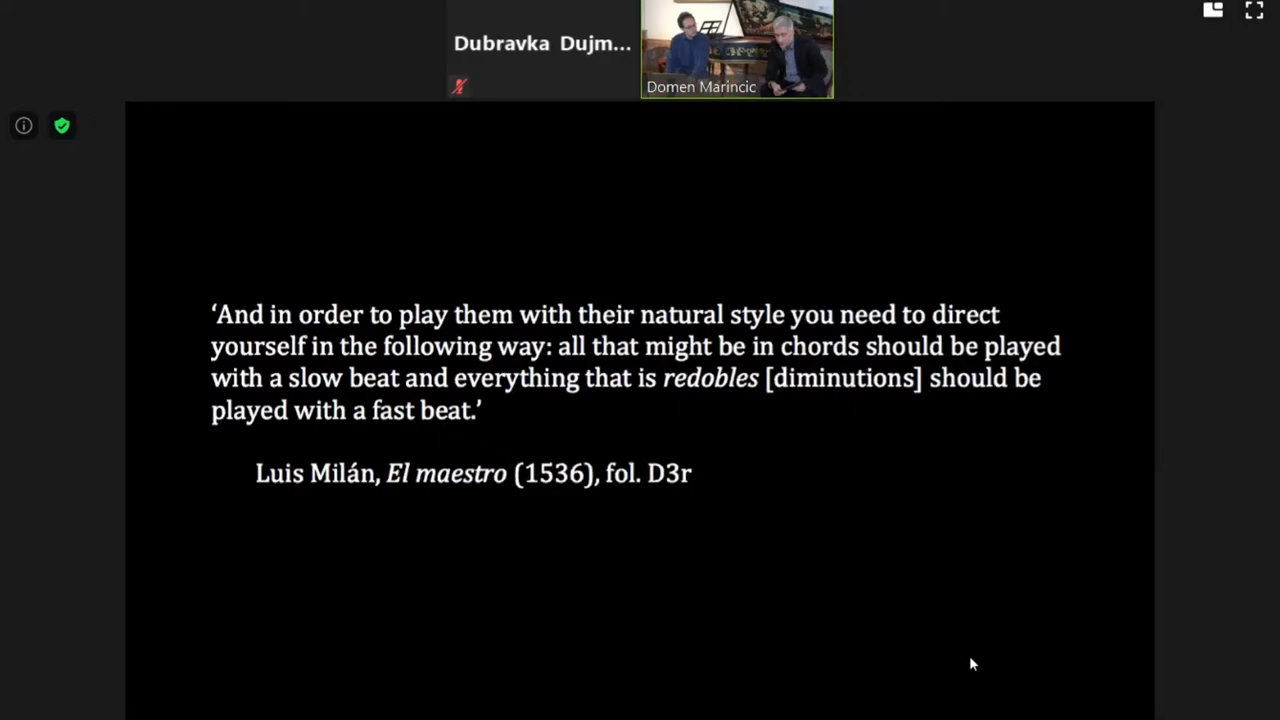 Dubravka Dujm...
Domen Marincic
‘And in order to play them with their natural style you need to direct
yourself in the following way: all that might be in chords should be played
with a slow beat and everything that is redobles [diminutions] should be
played with a fast beat.’
Luis Milán, El maestro (1536), fol. D3r